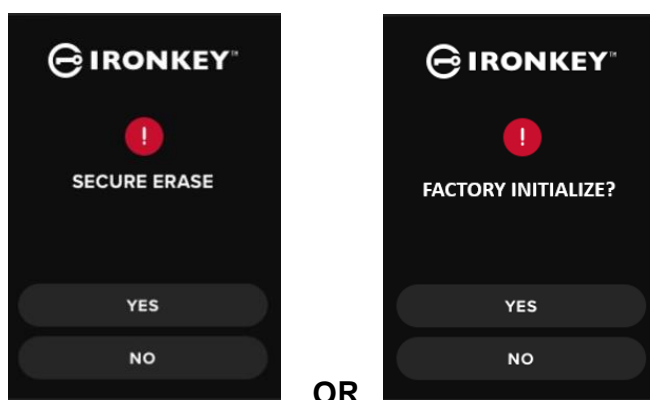 IRONKEY™
!
SECURE ERASE
YES
NO
OR
IRONKEY™
!
FACTORY INITIALIZE?
YES
NO